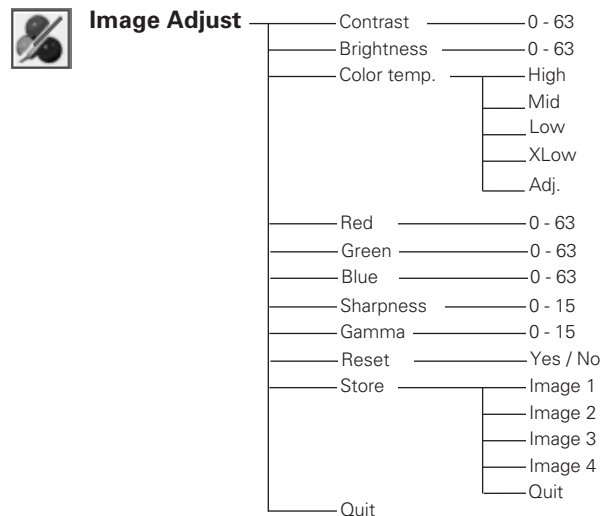 Image Adjust Contrast 0 - 63
Brightness 0 - 63
Color temp. High
Mid
Low
XLow
Adj.
Red 0 - 63
Green 0 - 63
Blue 0 - 63
Sharpness 0 - 15
Gamma 0 - 15
Reset Yes / No
Store Image 1
Image 2
Image 3
Image 4
Quit
Quit